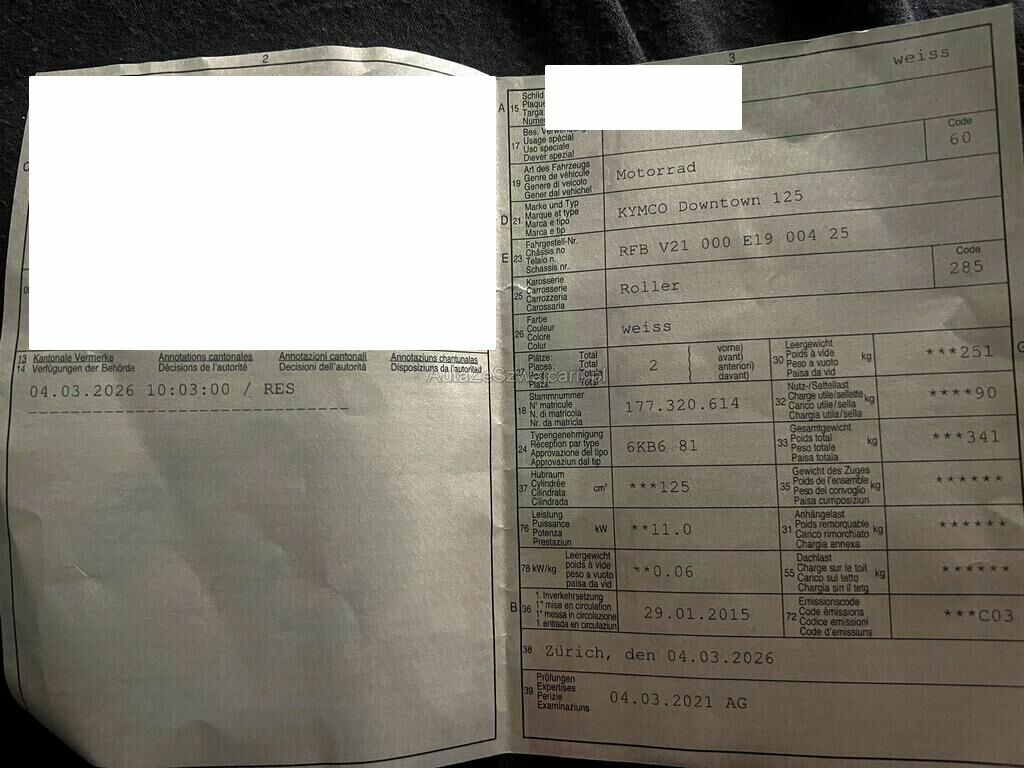 2
13 Kantonale Vermerke Annotations cantonales Annotazioni cantonali Annotaziuns chantunalas
14 Verfügungen der Behörde Décisions de l'autorité Decisioni dell'autorità Disposiziuns da l'autoritad
04.03.2026 10:03:00 / RES
3
weiss
A 15 Schild
Plaque
Targa
Code
17 Bes. Verwendung
Usage spécial
Uso speciale
Diever spezial
60
19 Art des Fahrzeugs
Genre de véhicule
Genere di veicolo
Gener dal vehichel
Motorrad
D 21 Marke und Typ
Marque et type
Marca e tipo
Marca e tip
KYMCO Downtown 125
E 23 Fahrgestell-Nr.
Châssis no
Telaio n.
Schassis nr.
RFB V21 000 E19 004 25
Code
25 Karosserie
Carrosserie
Carrozzeria
Carossaria
Roller
285
26 Farbe
Couleur
Colore
Colur
weiss
27 Plätze: Total
Places: Total
Posti: Totale
Plazs: Total
2
vorne)
avant)
anteriori)
davant)
30 Leergewicht
Poids à vide
Peso a vuoto
Paisa da vid
kg
***251
18 Stammnummer
N° matricule
N. di matricola
Nr. da matricla
177.320.614
32 Nutz-/Sattellast
Charge utile/sellette
Carico utile/sella
Chargia utila/sella
kg
****90
24 Typengenehmigung
Réception par type
Approvazione del tipo
Approvaziun dal tip
6KB6 81
33 Gesamtgewicht
Poids total
Peso totale
Paisa totala
kg
***341
37 Hubraum
Cylindrée
Cilindrata
Cilindrada
cm³
***125
35 Gewicht des Zuges
Poids de l'ensemble
Peso del convoglio
Paisa cumposiziun
kg
******
76 Leistung
Puissance
Potenza
Prestaziun
kW
**11.0
31 Anhängelast
Poids remorquable
Carico rimorchiato
Chargia annexa
kg
******
78 kW/kg
Leergewicht
poids à vide
peso a vuoto
paisa da vid
**0.06
55 Dachlast
Charge sur le toit
Carico sul tetto
Chargia sin il tetg
kg
******
B 36 1. Inverkehrsetzung
1re mise en circulation
1a messa in circolazione
1. entrada en circulaziun
29.01.2015
72 Emissionscode
Code émissions
Codice emissioni
Code d'emissiuns
***C03
38 Zürich, den 04.03.2026
39 Prüfungen
Expertises
Perizie
Examinaziuns
04.03.2021 AG
AutazeSzwajcarii.pl